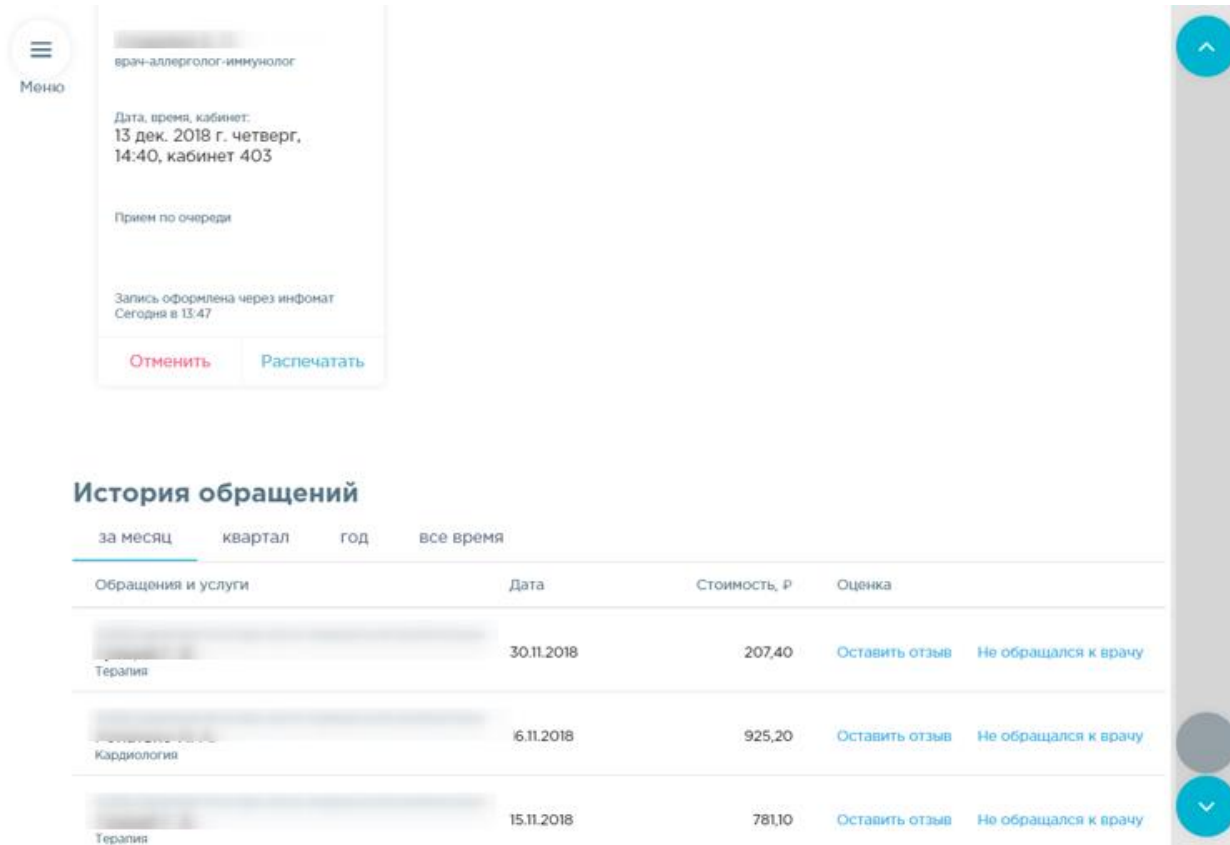 Меню
врач-аллерголог-иммунолог
Дата, время, кабинет:
13 дек. 2018 г. четверг,
14:40, кабинет 403
Прием по очереди
Запись оформлена через инфомат
Сегодня в 13:47
Отменить Распечатать
История обращений
за месяц квартал год все время
Обращения и услуги Дата Стоимость, ₽ Оценка
30.11.2018 207,40 Оставить отзыв Не обращался к врачу
Терапия
16.11.2018 925,20 Оставить отзыв Не обращался к врачу
Кардиология
15.11.2018 781,10 Оставить отзыв Не обращался к врачу
Терапия